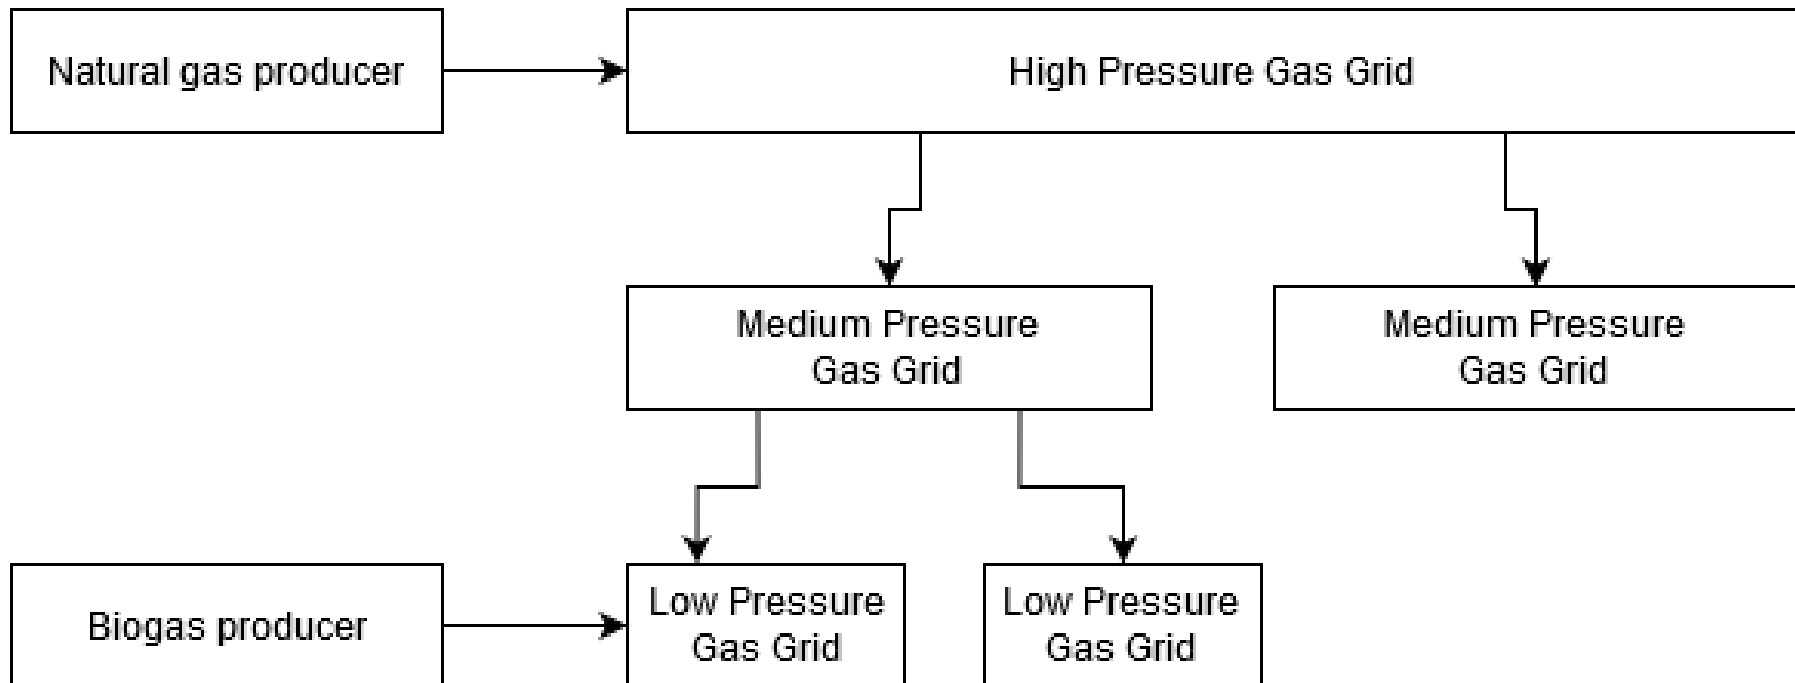 Natural gas producer
High Pressure Gas Grid
Medium Pressure
Gas Grid
Medium Pressure
Gas Grid
Biogas producer
Low Pressure
Gas Grid
Low Pressure
Gas Grid